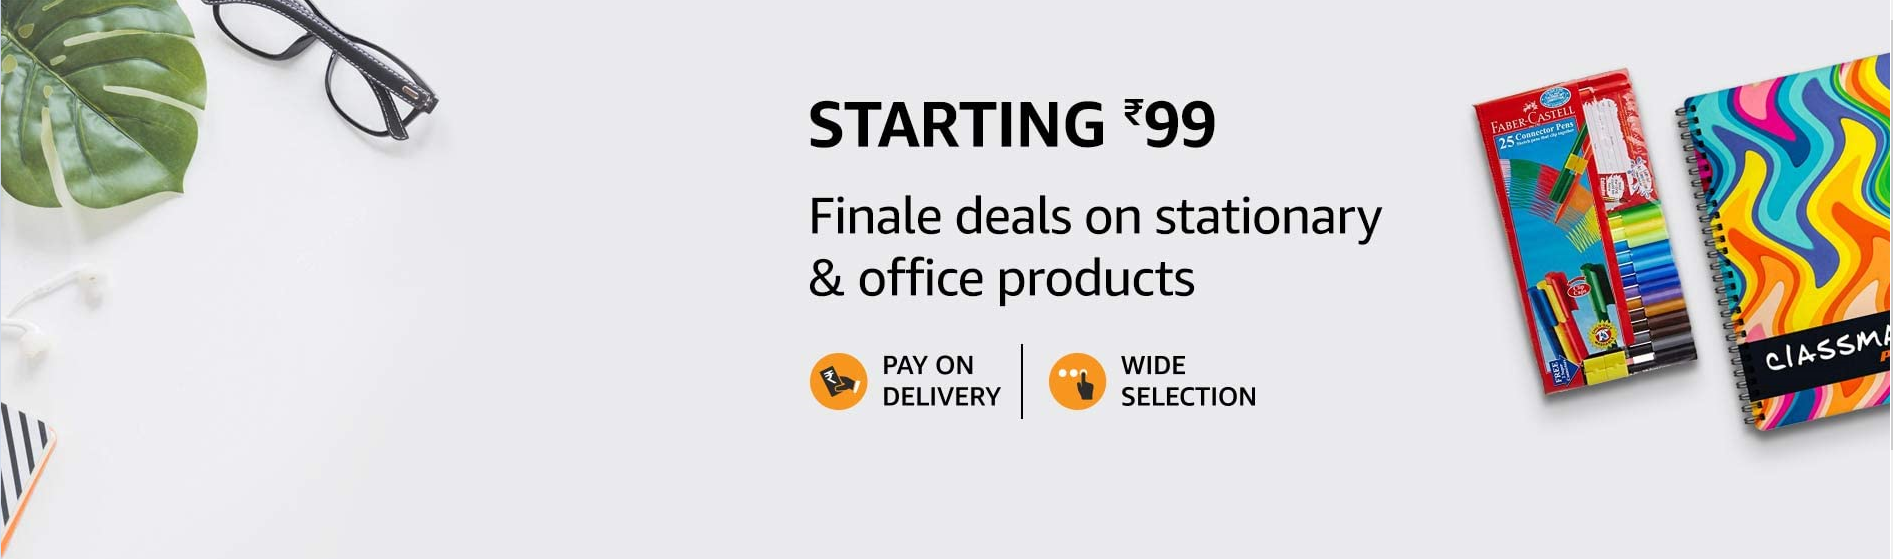 STARTING ₹99
Finale deals on stationary
& office products
PAY ON
DELIVERY
WIDE
SELECTION
FABER-CASTELL
25 Connector Pens
FREE
CLASSMA